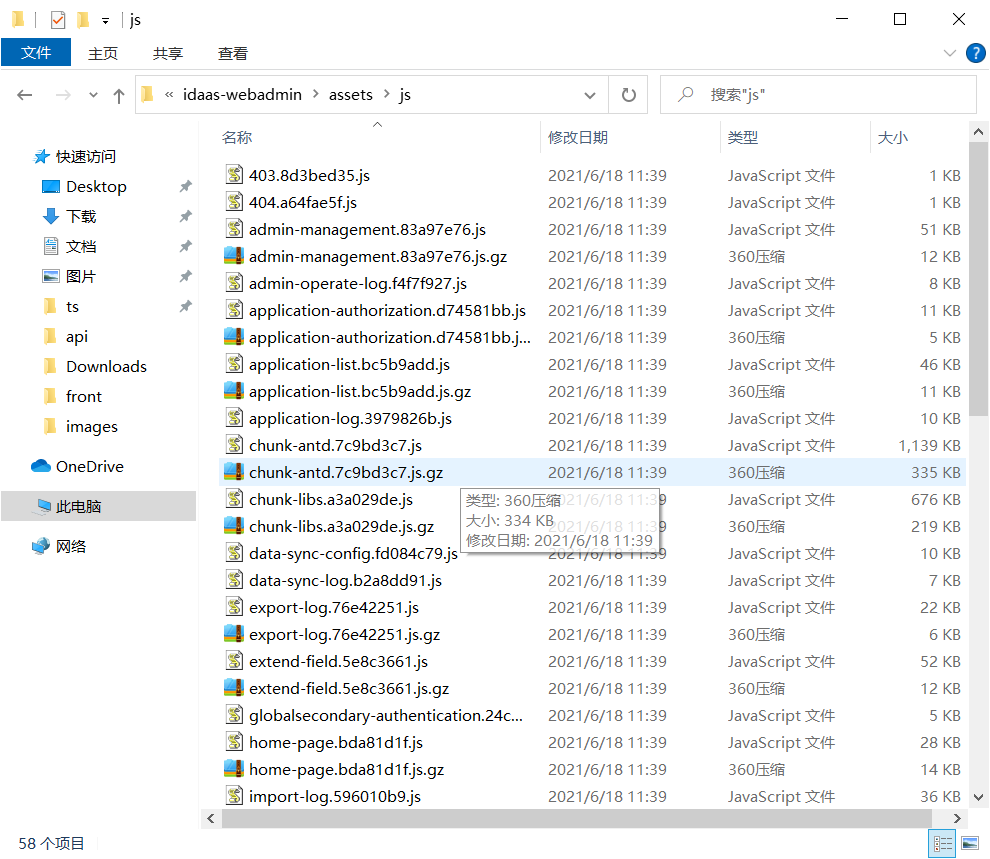 js
文件 主页 共享 查看
« idaas-webadmin > assets > js 搜索"js"
快速访问
Desktop
下载
文档
图片
ts
api
Downloads
front
images
OneDrive
此电脑
网络
名称 修改日期 类型 大小
403.8d3bed35.js 2021/6/18 11:39 JavaScript 文件 1 KB
404.a64fae5f.js 2021/6/18 11:39 JavaScript 文件 1 KB
admin-management.83a97e76.js 2021/6/18 11:39 JavaScript 文件 51 KB
admin-management.83a97e76.js.gz 2021/6/18 11:39 360压缩 12 KB
admin-operate-log.f4f7f927.js 2021/6/18 11:39 JavaScript 文件 8 KB
application-authorization.d74581bb.js 2021/6/18 11:39 JavaScript 文件 11 KB
application-authorization.d74581bb.j... 2021/6/18 11:39 360压缩 5 KB
application-list.bc5b9add.js 2021/6/18 11:39 JavaScript 文件 46 KB
application-list.bc5b9add.js.gz 2021/6/18 11:39 360压缩 11 KB
application-log.3979826b.js 2021/6/18 11:39 JavaScript 文件 10 KB
chunk-antd.7c9bd3c7.js 2021/6/18 11:39 JavaScript 文件 1,139 KB
chunk-antd.7c9bd3c7.js.gz 2021/6/18 11:39 360压缩 335 KB
chunk-libs.a3a029de.js 2021/6/18 11:39 JavaScript 文件 676 KB
chunk-libs.a3a029de.js.gz 2021/6/18 11:39 360压缩 219 KB
data-sync-config.fd084c79.js 2021/6/18 11:39 JavaScript 文件 10 KB
类型: 360压缩
大小: 334 KB
修改日期: 2021/6/18 11:39
data-sync-log.b2a8dd91.js 2021/6/18 11:39 JavaScript 文件 7 KB
export-log.76e42251.js 2021/6/18 11:39 JavaScript 文件 22 KB
export-log.76e42251.js.gz 2021/6/18 11:39 360压缩 6 KB
extend-field.5e8c3661.js 2021/6/18 11:39 JavaScript 文件 52 KB
extend-field.5e8c3661.js.gz 2021/6/18 11:39 360压缩 12 KB
globalsecondary-authentication.24c... 2021/6/18 11:39 JavaScript 文件 5 KB
home-page.bda81d1f.js 2021/6/18 11:39 JavaScript 文件 28 KB
home-page.bda81d1f.js.gz 2021/6/18 11:39 360压缩 14 KB
import-log.596010b9.js 2021/6/18 11:39 JavaScript 文件 36 KB
58 个项目